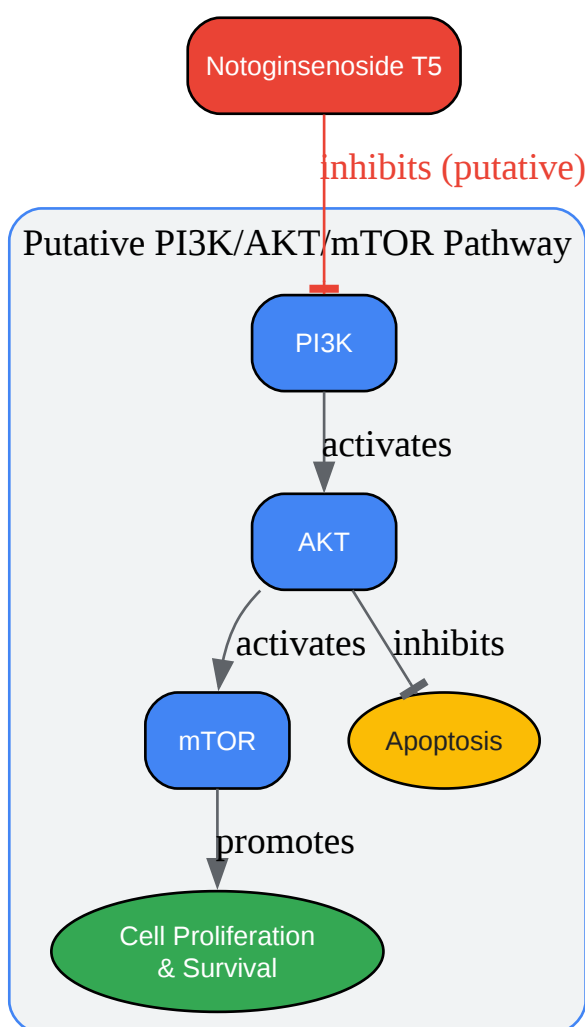 Notoginsenoside T5
inhibits (putative)
Putative PI3K/AKT/mTOR Pathway
PI3K
activates
AKT
activates
inhibits
mTOR
Apoptosis
promotes
Cell Proliferation
& Survival